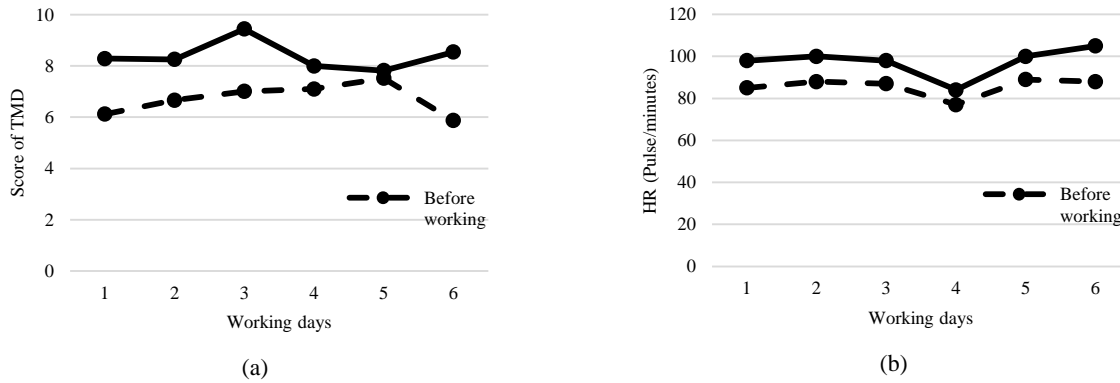 10
8
6
4
2
0
Score of TMD
Before
working
1 2 3 4 5 6
Working days
(a)
120
100
80
60
40
20
0
HR (Pulse/minutes)
Before
working
1 2 3 4 5 6
Working days
(b)